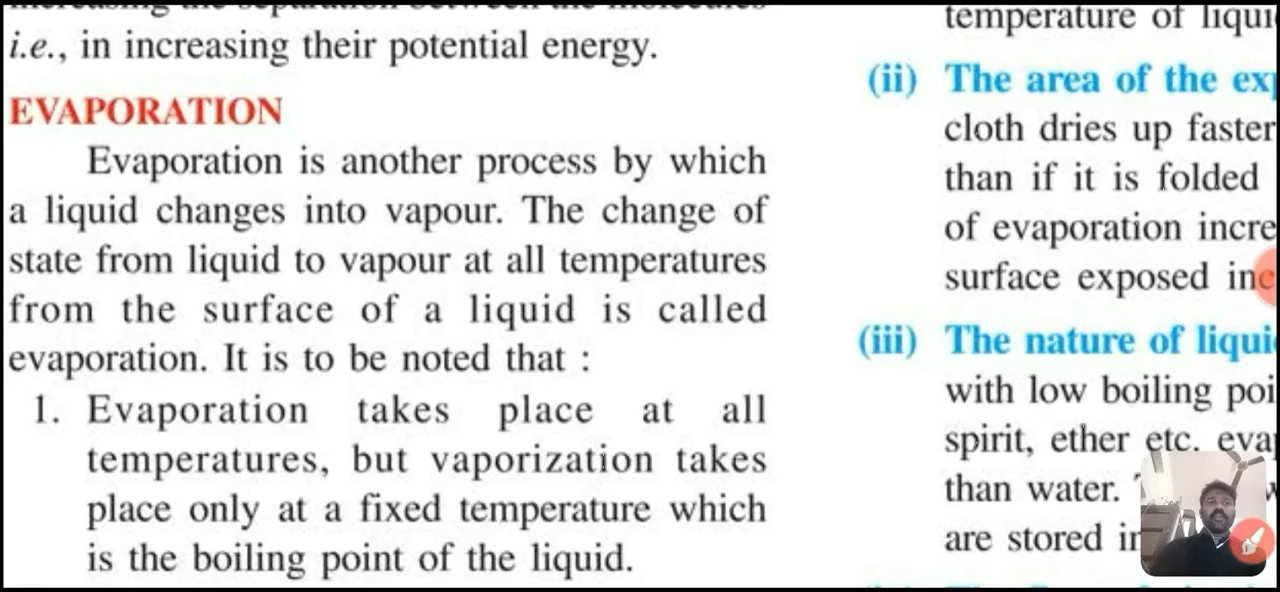 i.e., in increasing their potential energy.
EVAPORATION
Evaporation is another process by which
a liquid changes into vapour. The change of
state from liquid to vapour at all temperatures
from the surface of a liquid is called
evaporation. It is to be noted that :
1. Evaporation takes place at all
temperatures, but vaporization takes
place only at a fixed temperature which
is the boiling point of the liquid.
temperature of
(ii) The area of the
cloth dries up faster
than if it is folded
of evaporation
surface exposed
(iii) The nature of
with low boiling
spirit, ether etc.
than water.
are stored